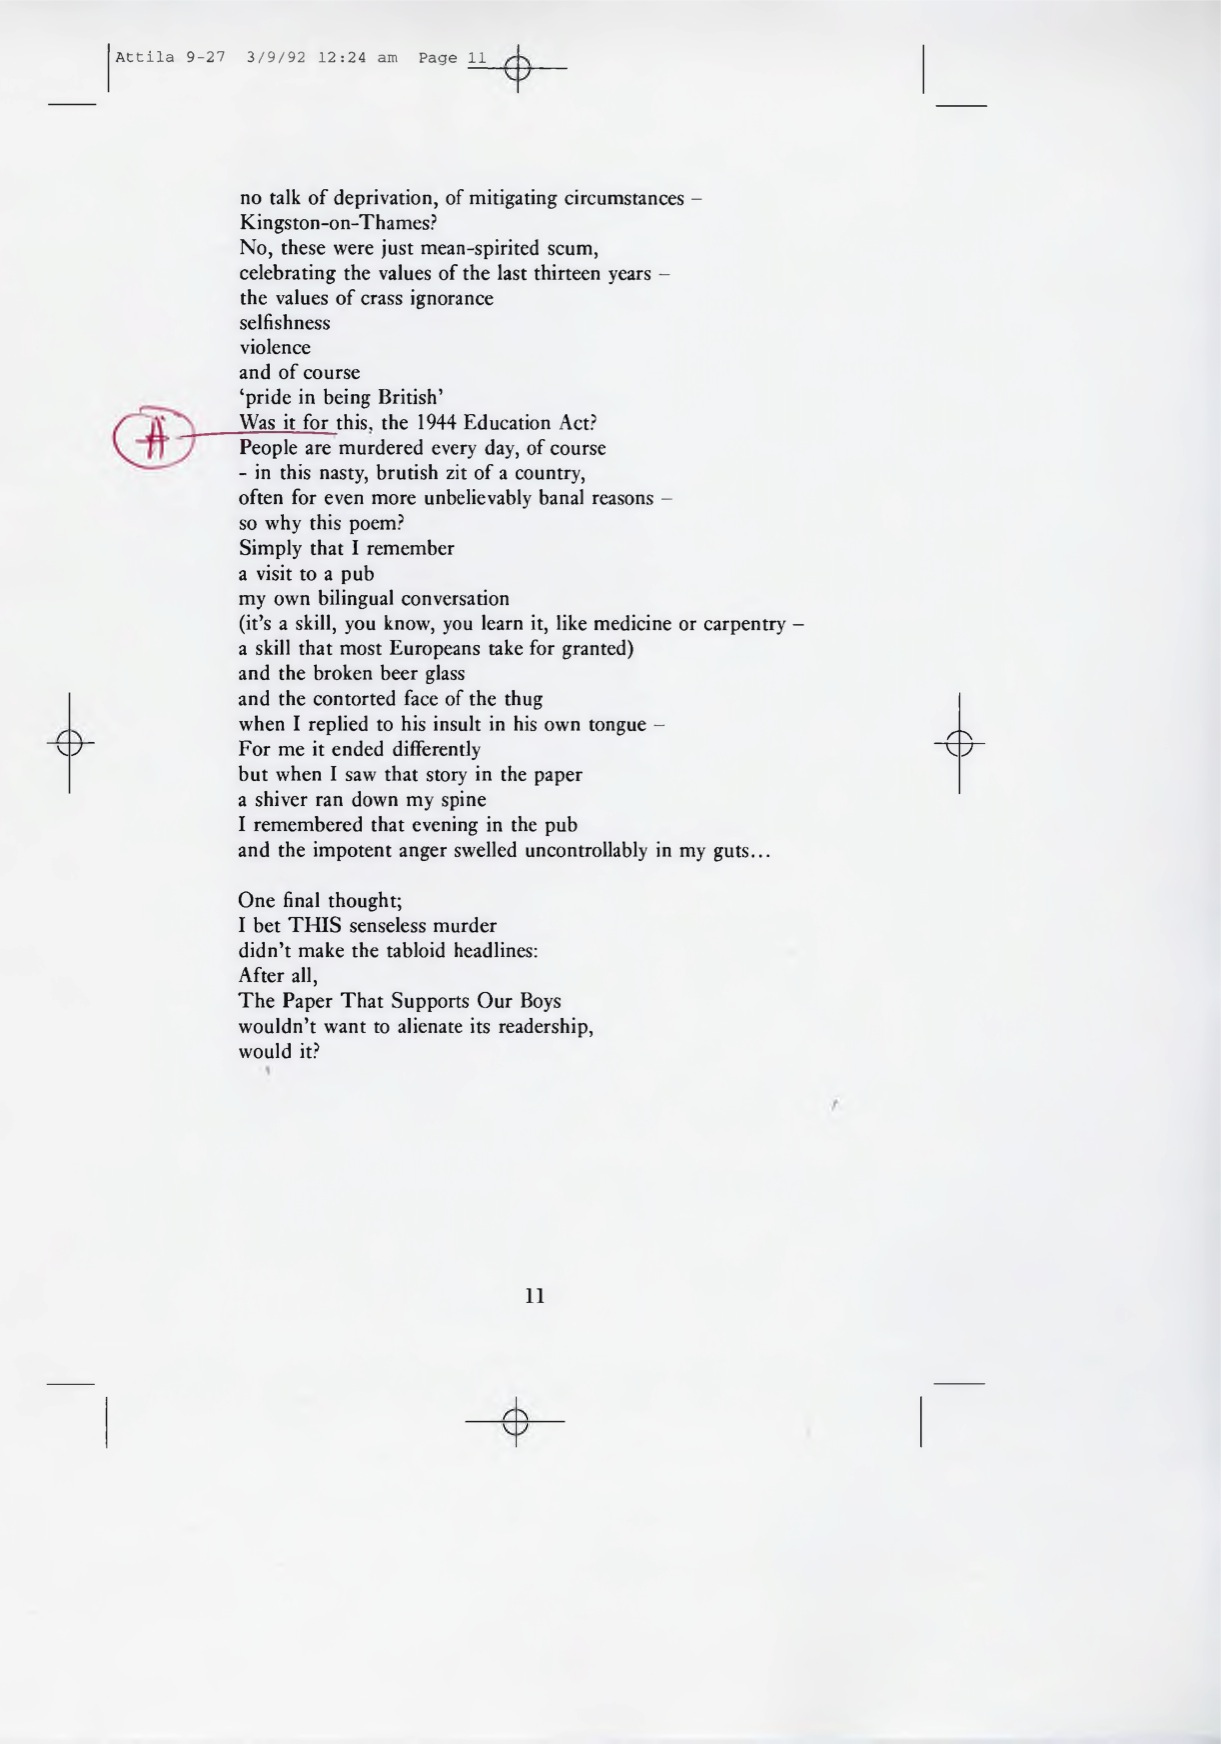 Attila 9-27 3/9/92 12:24 am Page 11
no talk of deprivation, of mitigating circumstances –
Kingston-on-Thames?
No, these were just mean-spirited scum,
celebrating the values of the last thirteen years –
the values of crass ignorance
selfishness
violence
and of course
‘pride in being British’
#
Was it for this, the 1944 Education Act?
People are murdered every day, of course
- in this nasty, brutish zit of a country,
often for even more unbelievably banal reasons –
so why this poem?
Simply that I remember
a visit to a pub
my own bilingual conversation
(it’s a skill, you know, you learn it, like medicine or carpentry –
a skill that most Europeans take for granted)
and the broken beer glass
and the contorted face of the thug
when I replied to his insult in his own tongue –
For me it ended differently
but when I saw that story in the paper
a shiver ran down my spine
I remembered that evening in the pub
and the impotent anger swelled uncontrollably in my guts...
One final thought;
I bet THIS senseless murder
didn’t make the tabloid headlines:
After all,
The Paper That Supports Our Boys
wouldn’t want to alienate its readership,
would it?
11